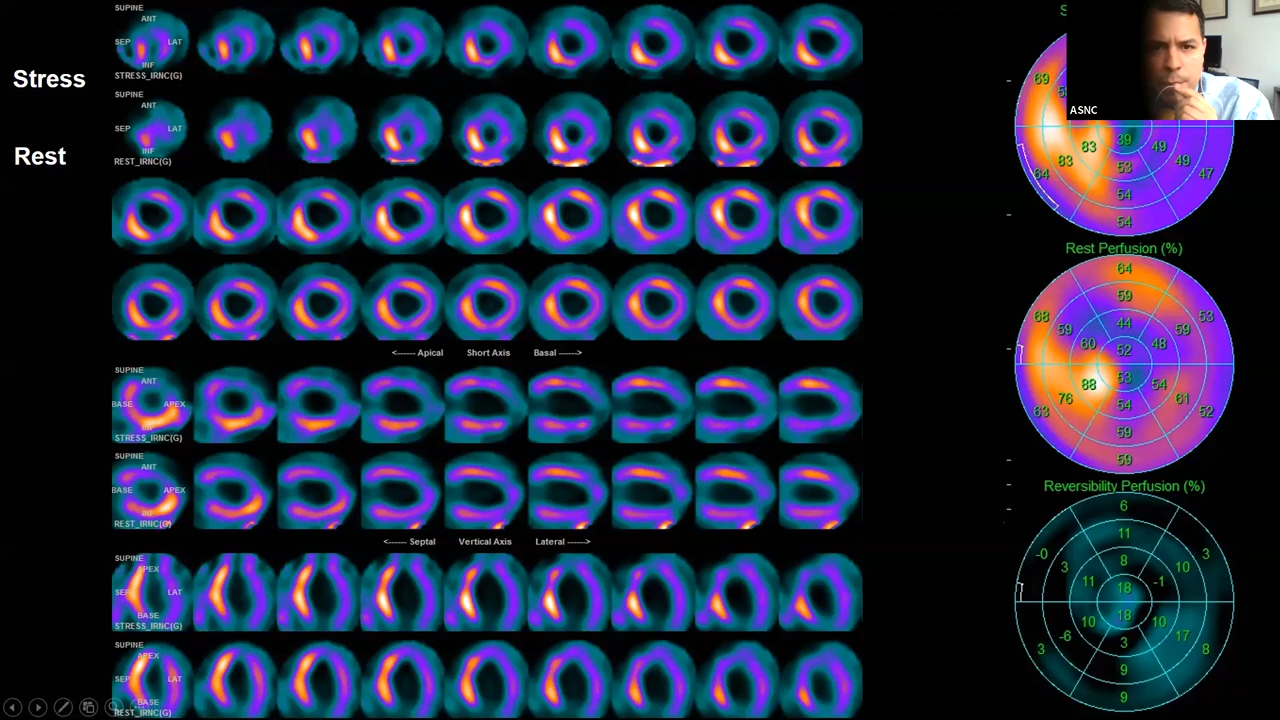 Stress
Rest
SUPINE
ANT
SEP LAT
INF
STRESS_IRNC(G)
SUPINE
ANT
SEP LAT
INF
REST_IRNC(G)
<------ Apical Short Axis Basal ------>
SUPINE
ANT
BASE APEX
INF
STRESS_IRNC(G)
SUPINE
ANT
BASE APEX
INF
REST_IRNC(G)
<------ Septal Vertical Axis Lateral ------>
SUPINE
APEX
SEP LAT
BASE
STRESS_IRNC(G)
SUPINE
APEX
SEP LAT
BASE
REST_IRNC(G)
S
ASNC
69
39
83 49
83 53 49
64 47
54
54
Rest Perfusion (%)
64
59
68 53
59 44 59
60 48
52
53
88 54
76 54 61
63 52
59
59
Reversibility Perfusion (%)
6
11
-0 3
3 8 10
11 -1
18
18
10 10
-6 3 17
3 8
9
9